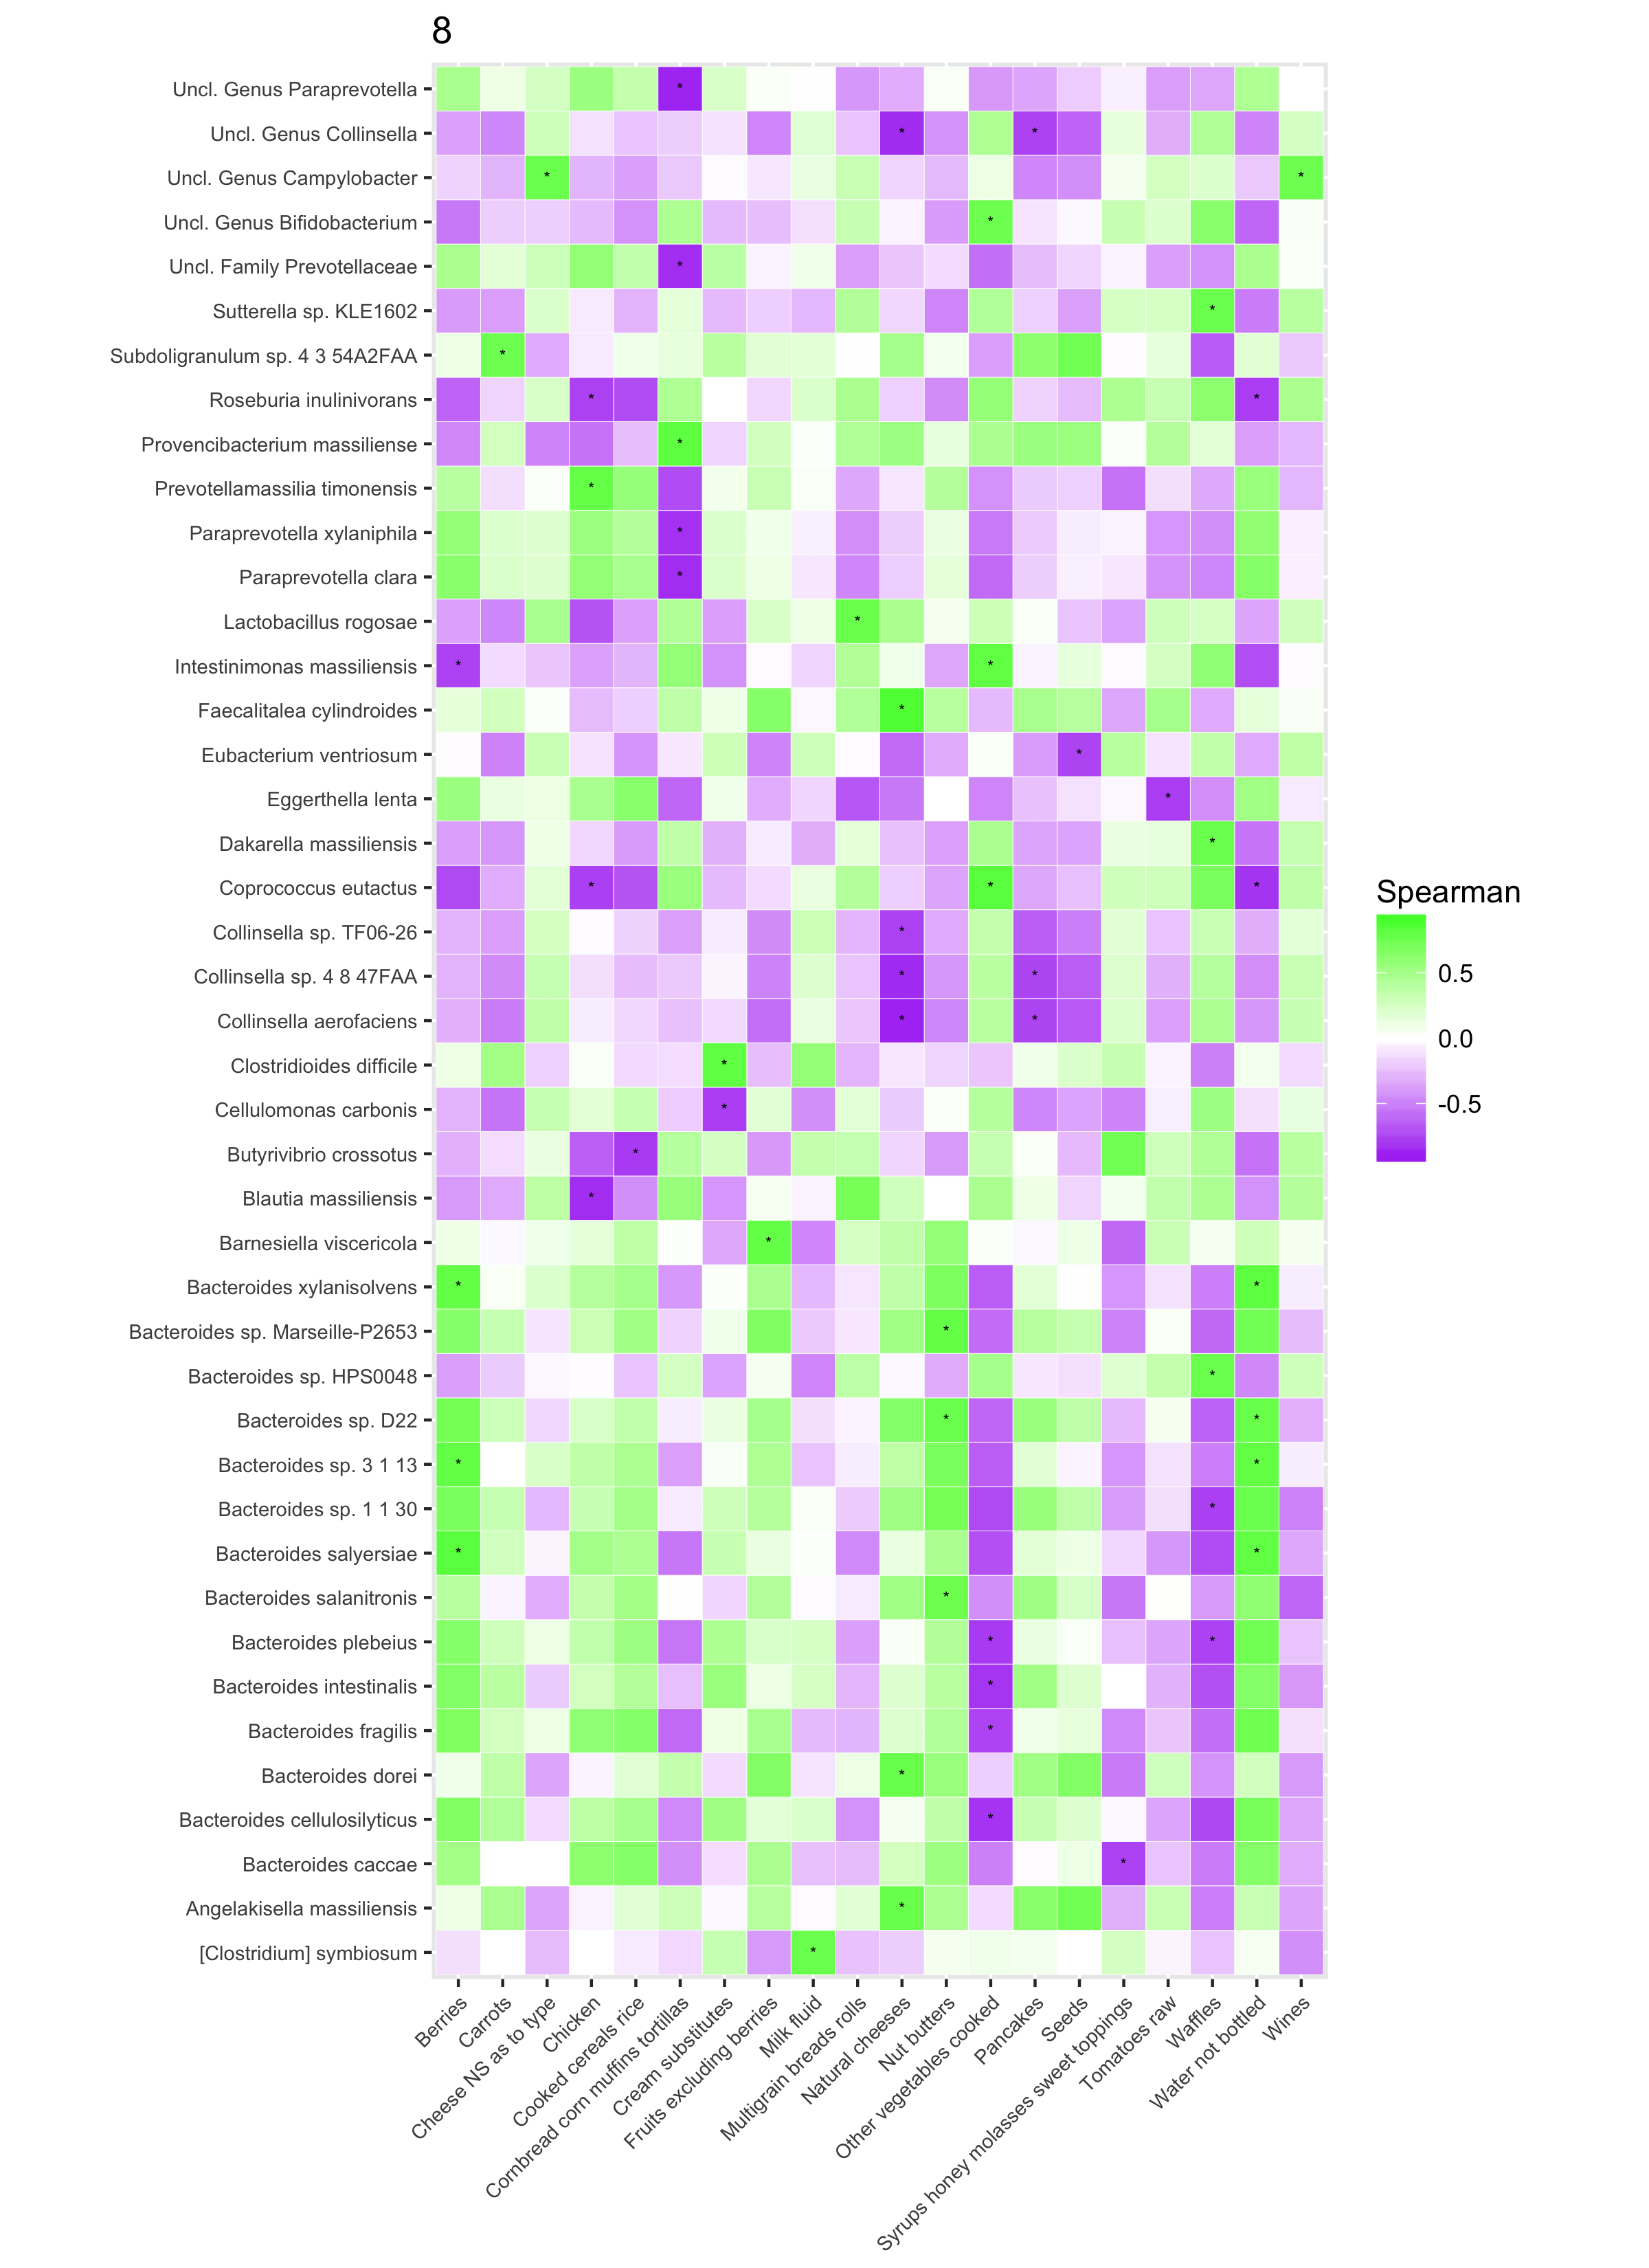 8
Uncl. Genus Paraprevotella
Uncl. Genus Collinsella
Uncl. Genus Campylobacter
Uncl. Genus Bifidobacterium
Uncl. Family Prevotellaceae
Sutterella sp. KLE1602
Subdoligranulum sp. 4 3 54A2FAA
Roseburia inulinivorans
Provencibacterium massiliense
Prevotellamassilia timonensis
Paraprevotella xylaniphila
Paraprevotella clara
Lactobacillus rogosae
Intestinimonas massiliensis
Faecalitalea cylindroides
Eubacterium ventriosum
Eggerthella lenta
Dakarella massiliensis
Coprococcus eutactus
Collinsella sp. TF06-26
Collinsella sp. 4 8 47FAA
Collinsella aerofaciens
Clostridioides difficile
Cellulomonas carbonis
Butyrivibrio crossotus
Blautia massiliensis
Barnesiella viscericola
Bacteroides xylanisolvens
Bacteroides sp. Marseille-P2653
Bacteroides sp. HPS0048
Bacteroides sp. D22
Bacteroides sp. 3 1 13
Bacteroides sp. 1 1 30
Bacteroides salyersiae
Bacteroides salanitronis
Bacteroides plebeius
Bacteroides intestinalis
Bacteroides fragilis
Bacteroides dorei
Bacteroides cellulosilyticus
Bacteroides caccae
Angelakisella massiliensis
[Clostridium] symbiosum
Berries
Carrots
Cheese NS as to type
Chicken
Cooked cereals rice
Cornbread corn muffins tortillas
Cream substitutes
Fruits excluding berries
Milk fluid
Multigrain breads rolls
Natural cheeses
Nut butters
Other vegetables cooked
Pancakes
Seeds
Syrups honey molasses sweet toppings
Tomatoes raw
Waffles
Water not bottled
Wines
Spearman
0.5
0.0
-0.5